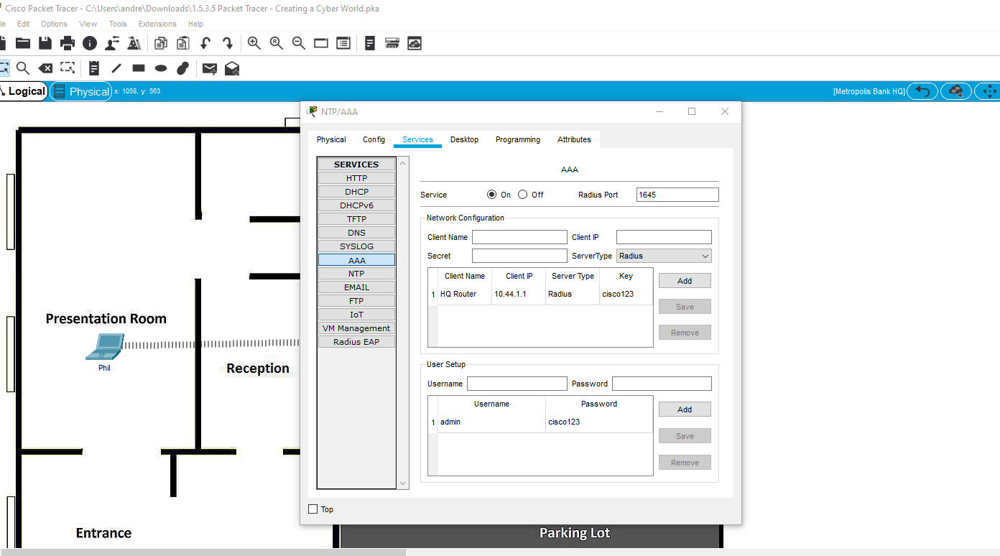 Cisco Packet Tracer - C:\Users\andre\Downloads\1.5.3.5 Packet Tracer - Creating a Cyber World.pka
le Edit Options View Tools Extensions Help
Logical Physical x: 1058, y: 563 [Metropolis Bank HQ]
NTP/AAA
Physical Config Services Desktop Programming Attributes
SERVICES
HTTP
DHCP
DHCPv6
TFTP
DNS
SYSLOG
AAA
NTP
EMAIL
FTP
IoT
VM Management
Radius EAP
AAA
Service On Off Radius Port 1645
Network Configuration
Client Name Client IP
Secret ServerType Radius
Client Name Client IP Server Type Key
1 HQ Router 10.44.1.1 Radius cisco123
Add
Save
Remove
User Setup
Username Password
Username Password
1 admin cisco123
Add
Save
Remove
Top
Presentation Room
Phil
Reception
Entrance
Parking Lot